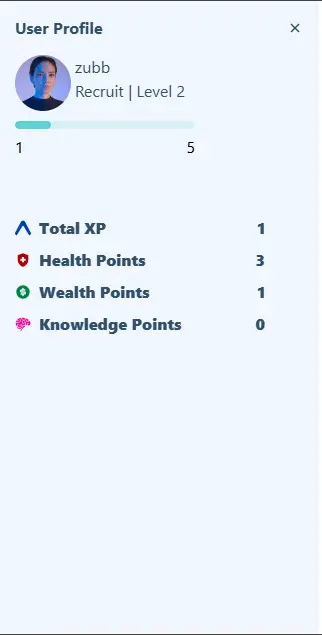 User Profile ×
zubb
Recruit | Level 2
1 5
Total XP 1
Health Points 3
Wealth Points 1
Knowledge Points 0